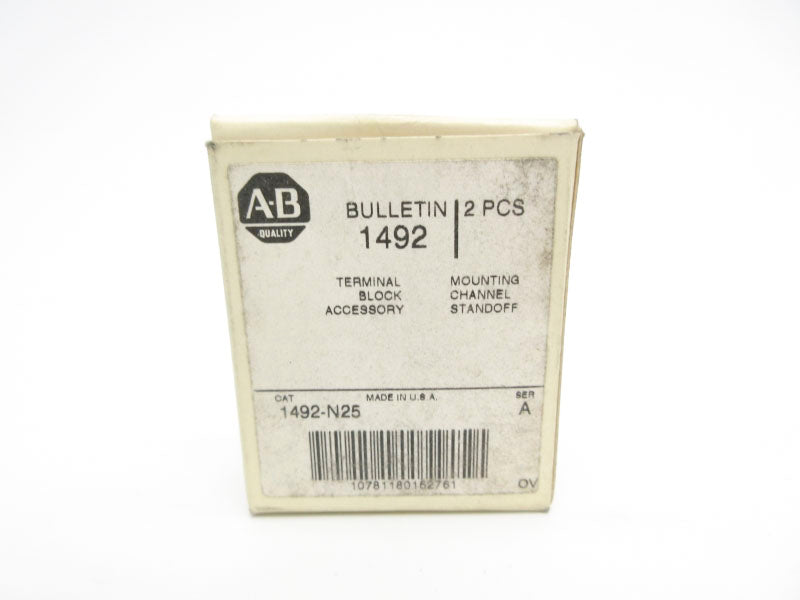 A-B
QUALITY
BULLETIN 2 PCS
1492
TERMINAL MOUNTING
BLOCK CHANNEL
ACCESSORY STANDOFF
CAT MADE IN U.S.A. SER
1492-N25 A
10781180152761
OV